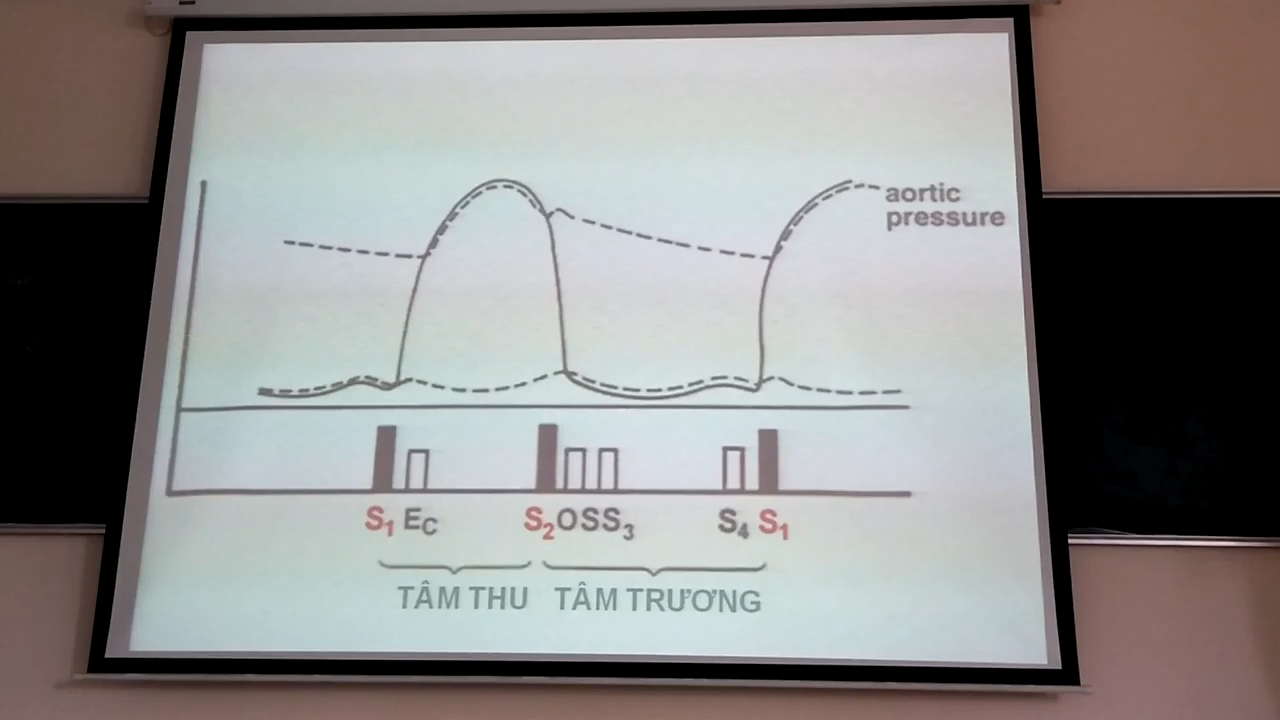 aortic
pressure
S1 EC S2 OS S3 S4 S1
TÂM THU TÂM TRƯƠNG